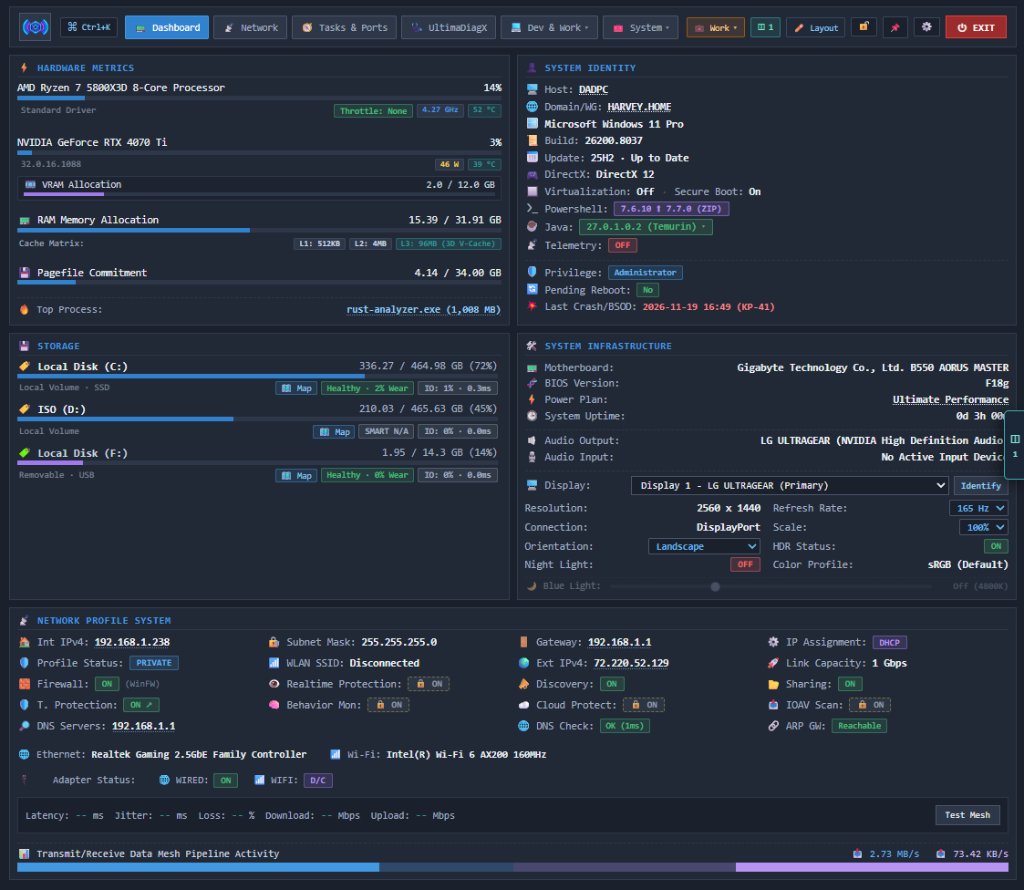 Ctrl+K Dashboard Network Tasks & Ports UltimaDiagX Dev & Work System Work 1 Layout EXIT
HARDWARE METRICS
AMD Ryzen 7 5800X3D 8-Core Processor 14%
Standard Driver Throttle: None 4.27 GHz 52 °C
NVIDIA GeForce RTX 4070 Ti 3%
32.0.16.1088 46 W 39 °C
VRAM Allocation 2.0 / 12.0 GB
RAM Memory Allocation 15.39 / 31.91 GB
Cache Matrix: L1: 512KB L2: 4MB L3: 96MB (3D V-Cache)
Pagefile Commitment 4.14 / 34.00 GB
Top Process: rust-analyzer.exe (1,008 MB)
SYSTEM IDENTITY
Host: DADPC
Domain/WG: HARVEY.HOME
Microsoft Windows 11 Pro
Build: 26200.8037
Update: 25H2 · Up to Date
DirectX: DirectX 12
Virtualization: Off · Secure Boot: On
Powershell: 7.6.10 ⬆ 7.7.0 (ZIP)
Java: 27.0.1.0.2 (Temurin)
Telemetry: OFF
Privilege: Administrator
Pending Reboot: No
Last Crash/BSOD: 2026-11-19 16:49 (KP-41)
STORAGE
Local Disk (C:) 336.27 / 464.98 GB (72%)
Local Volume · SSD Map Healthy · 2% Wear IO: 1% · 0.3ms
ISO (D:) 210.03 / 465.63 GB (45%)
Local Volume Map SMART N/A IO: 0% · 0.0ms
Local Disk (F:) 1.95 / 14.3 GB (14%)
Removable · USB Map Healthy · 0% Wear IO: 0% · 0.0ms
SYSTEM INFRASTRUCTURE
Motherboard: Gigabyte Technology Co., Ltd. B550 AORUS MASTER
BIOS Version: F18g
Power Plan: Ultimate Performance
System Uptime: 0d 3h 00
Audio Output: LG ULTRAGEAR (NVIDIA High Definition Audio
Audio Input: No Active Input Device
1
Display: Display 1 - LG ULTRAGEAR (Primary) Identify
Resolution: 2560 x 1440 Refresh Rate: 165 Hz
Connection: DisplayPort Scale: 100%
Orientation: Landscape HDR Status: ON
Night Light: OFF Color Profile: sRGB (Default)
Blue Light: Off (4800K)
NETWORK PROFILE SYSTEM
Int IPv4: 192.168.1.238 Subnet Mask: 255.255.255.0 Gateway: 192.168.1.1 IP Assignment: DHCP
Profile Status: PRIVATE WLAN SSID: Disconnected Ext IPv4: 72.220.52.129 Link Capacity: 1 Gbps
Firewall: ON (WinFW) Realtime Protection: ON Discovery: ON Sharing: ON
T. Protection: ON ↗ Behavior Mon: ON Cloud Protect: ON IOAV Scan: ON
DNS Servers: 192.168.1.1 DNS Check: OK (1ms) ARP GW: Reachable
Ethernet: Realtek Gaming 2.5GbE Family Controller Wi-Fi: Intel(R) Wi-Fi 6 AX200 160MHz
Adapter Status: WIRED: ON WIFI: D/C
Latency: -- ms Jitter: -- ms Loss: -- % Download: -- Mbps Upload: -- Mbps Test Mesh
Transmit/Receive Data Mesh Pipeline Activity 2.73 MB/s 73.42 KB/s